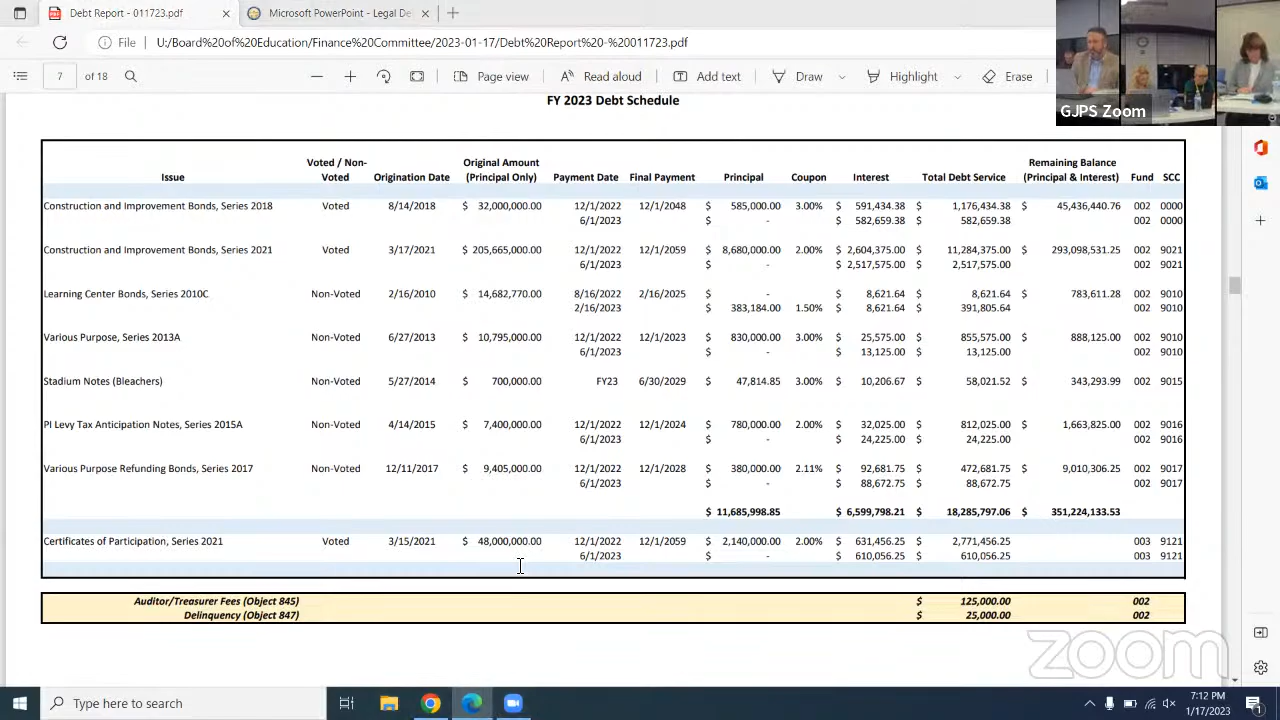 Debt Report - 011723.pdf
Microsoft PowerPoint - Legal De
File U:/Board%20of%20Education/Finance%20Committee/2023-01-17/Debt%20Report%20-%20011723.pdf
7 of 18 Page view Read aloud Add text Draw Highlight Erase
GJPS Zoom
FY 2023 Debt Schedule
Voted / Non- Original Amount Remaining Balance
Issue Voted Origination Date (Principal Only) Payment Date Final Payment Principal Coupon Interest Total Debt Service (Principal & Interest) Fund SCC
Construction and Improvement Bonds, Series 2018 Voted 8/14/2018 $ 32,000,000.00 12/1/2022 12/1/2048 $ 585,000.00 3.00% $ 591,434.38 $ 1,176,434.38 $ 45,436,440.76 002 0000
6/1/2023 $ - $ 582,659.38 $ 582,659.38 002 0000
Construction and Improvement Bonds, Series 2021 Voted 3/17/2021 $ 205,665,000.00 12/1/2022 12/1/2059 $ 8,680,000.00 2.00% $ 2,604,375.00 $ 11,284,375.00 $ 293,098,531.25 002 9021
6/1/2023 $ - $ 2,517,575.00 $ 2,517,575.00 002 9021
Learning Center Bonds, Series 2010C Non-Voted 2/16/2010 $ 14,682,770.00 8/16/2022 2/16/2025 $ - $ 8,621.64 $ 8,621.64 $ 783,611.28 002 9010
2/16/2023 $ 383,184.00 1.50% $ 8,621.64 $ 391,805.64 002 9010
Various Purpose, Series 2013A Non-Voted 6/27/2013 $ 10,795,000.00 12/1/2022 12/1/2023 $ 830,000.00 3.00% $ 25,575.00 $ 855,575.00 $ 888,125.00 002 9010
6/1/2023 $ - $ 13,125.00 $ 13,125.00 002 9010
Stadium Notes (Bleachers) Non-Voted 5/27/2014 $ 700,000.00 FY23 6/30/2029 $ 47,814.85 3.00% $ 10,206.67 $ 58,021.52 $ 343,293.99 002 9015
PI Levy Tax Anticipation Notes, Series 2015A Non-Voted 4/14/2015 $ 7,400,000.00 12/1/2022 12/1/2024 $ 780,000.00 2.00% $ 32,025.00 $ 812,025.00 $ 1,663,825.00 002 9016
6/1/2023 $ - $ 24,225.00 $ 24,225.00 002 9016
Various Purpose Refunding Bonds, Series 2017 Non-Voted 12/11/2017 $ 9,405,000.00 12/1/2022 12/1/2028 $ 380,000.00 2.11% $ 92,681.75 $ 472,681.75 $ 9,010,306.25 002 9017
6/1/2023 $ - $ 88,672.75 $ 88,672.75 002 9017
$ 11,685,998.85 $ 6,599,798.21 $ 18,285,797.06 $ 351,224,133.53
Certificates of Participation, Series 2021 Voted 3/15/2021 $ 48,000,000.00 12/1/2022 12/1/2059 $ 2,140,000.00 2.00% $ 631,456.25 $ 2,771,456.25 003 9121
6/1/2023 $ - $ 610,056.25 $ 610,056.25 003 9121
Auditor/Treasurer Fees (Object 845) $ 125,000.00 002
Delinquency (Object 847) $ 25,000.00 002
zoom
Type here to search
7:12 PM
1/17/2023
1